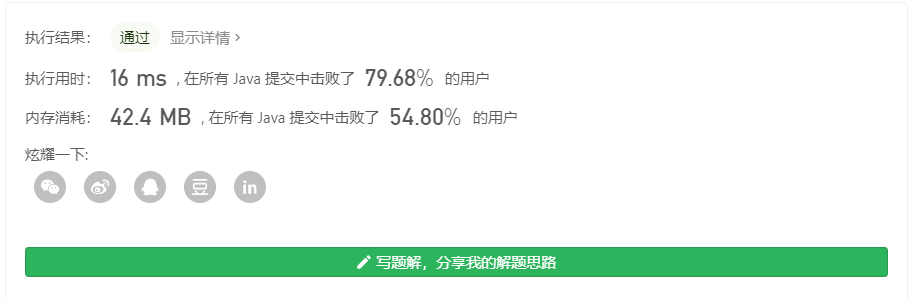 执行结果： 通过 显示详情 >
执行用时： 16 ms , 在所有 Java 提交中击败了 79.68% 的用户
内存消耗： 42.4 MB , 在所有 Java 提交中击败了 54.80% 的用户
炫耀一下:
豆 in
写题解，分享我的解题思路